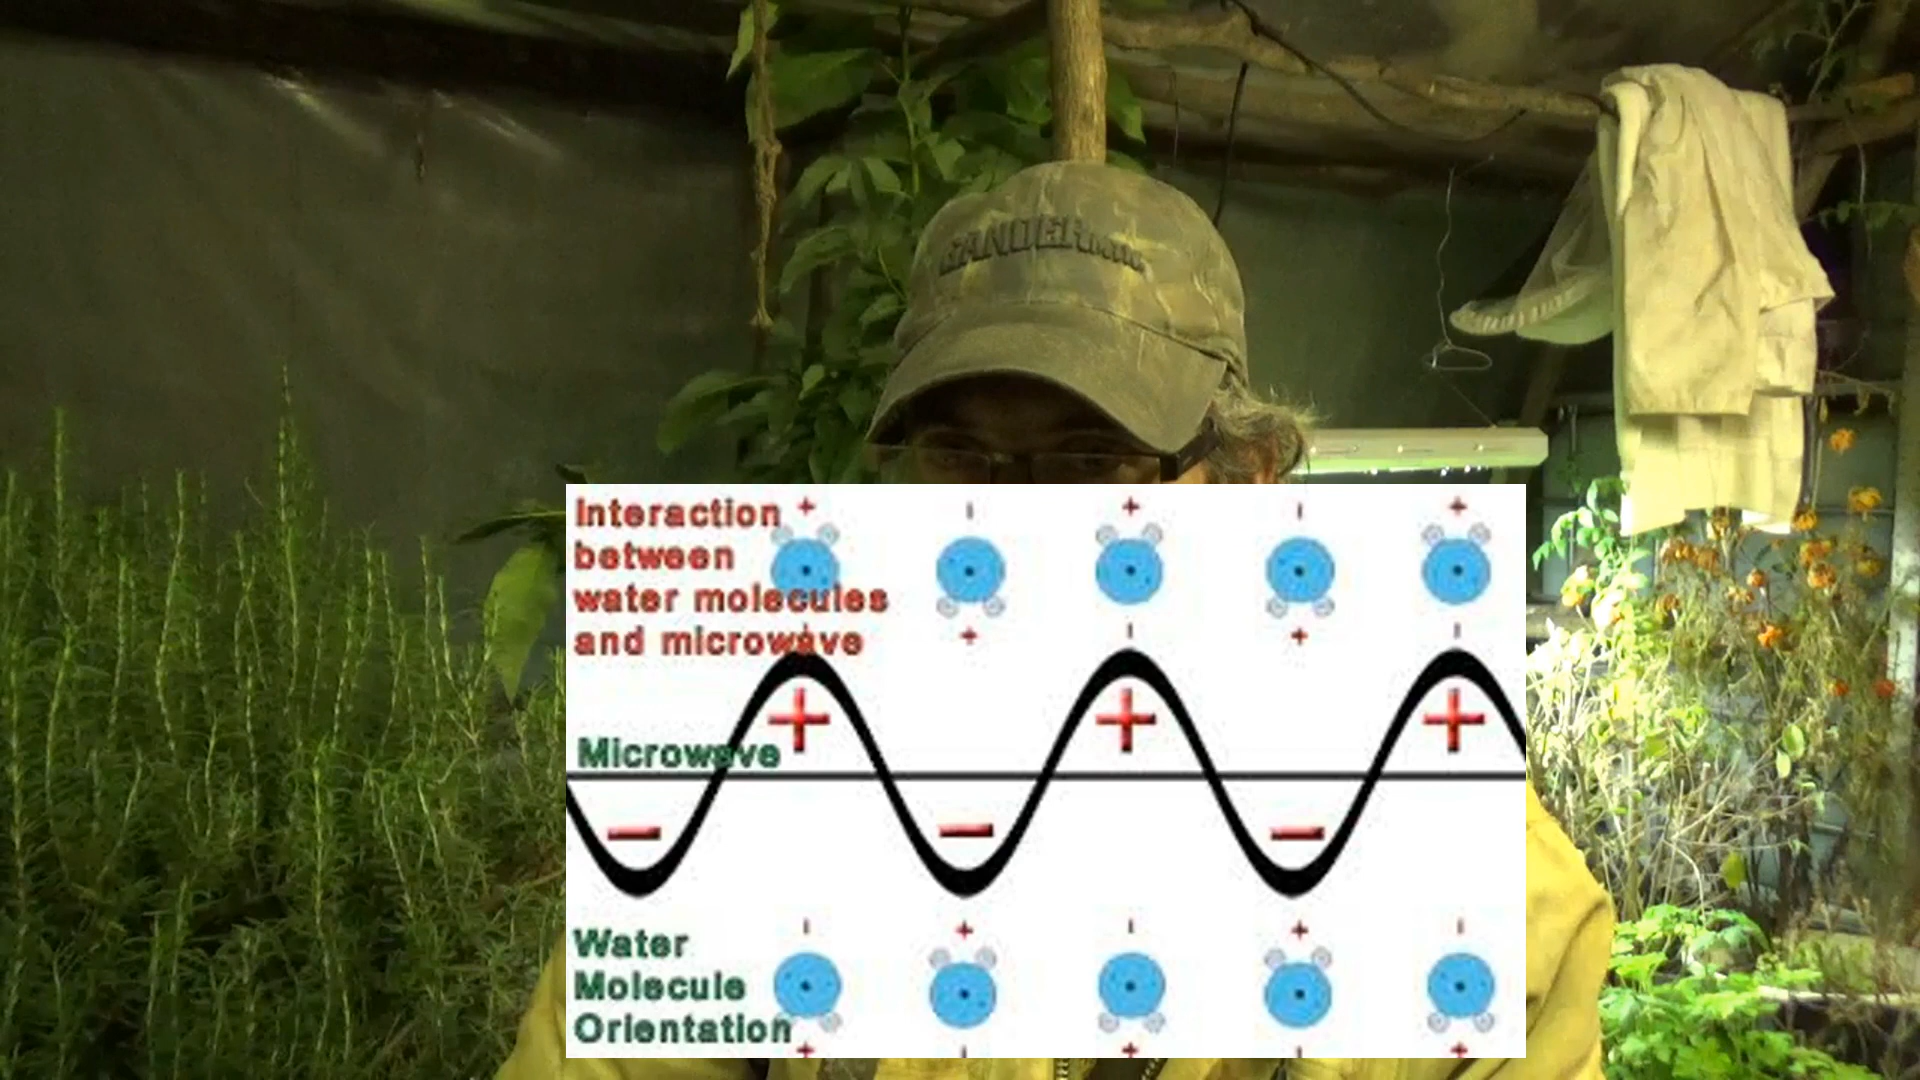 Interaction
between
water molecules
and microwave
Microwave
Water
Molecule
Orientation